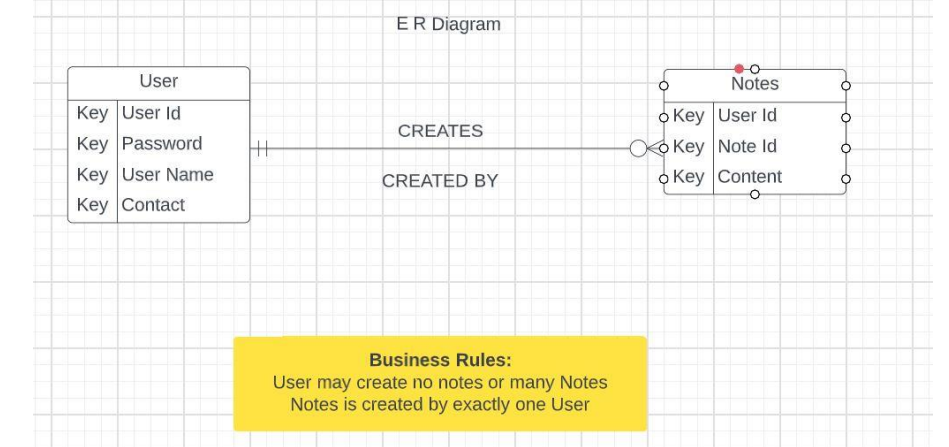 E R Diagram
User
Key User Id
Key Password
Key User Name
Key Contact
CREATES
CREATED BY
Notes
Key User Id
Key Note Id
Key Content
Business Rules:
User may create no notes or many Notes
Notes is created by exactly one User